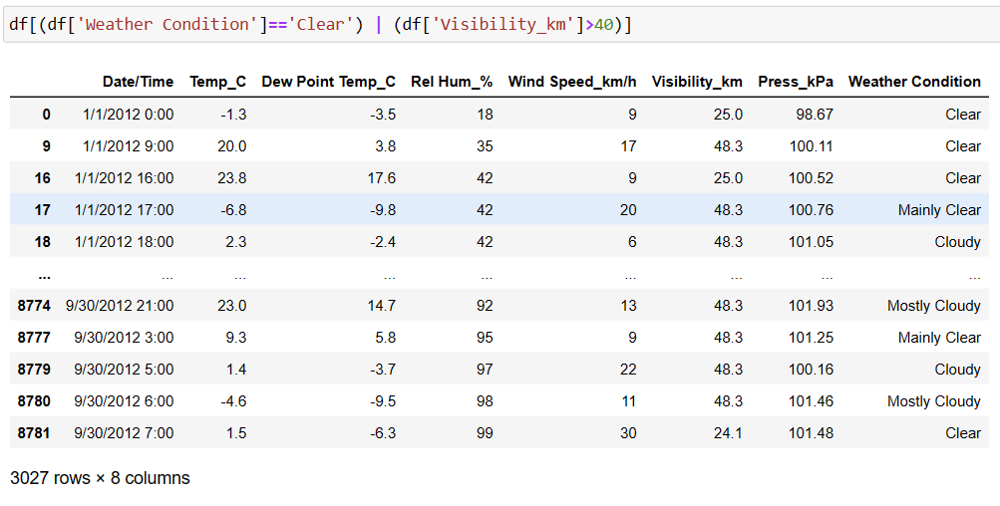 df[(df['Weather Condition']=='Clear') | (df['Visibility_km']>40)]
Date/Time Temp_C Dew Point Temp_C Rel Hum_% Wind Speed_km/h Visibility_km Press_kPa Weather Condition
0 1/1/2012 0:00 -1.3 -3.5 18 9 25.0 98.67 Clear
9 1/1/2012 9:00 20.0 3.8 35 17 48.3 100.11 Clear
16 1/1/2012 16:00 23.8 17.6 42 9 25.0 100.52 Clear
17 1/1/2012 17:00 -6.8 -9.8 42 20 48.3 100.76 Mainly Clear
18 1/1/2012 18:00 2.3 -2.4 42 6 48.3 101.05 Cloudy
... ... ... ... ... ... ... ... ...
8774 9/30/2012 21:00 23.0 14.7 92 13 48.3 101.93 Mostly Cloudy
8777 9/30/2012 3:00 9.3 5.8 95 9 48.3 101.25 Mainly Clear
8779 9/30/2012 5:00 1.4 -3.7 97 22 48.3 100.16 Cloudy
8780 9/30/2012 6:00 -4.6 -9.5 98 11 48.3 101.46 Mostly Cloudy
8781 9/30/2012 7:00 1.5 -6.3 99 30 24.1 101.48 Clear
3027 rows × 8 columns